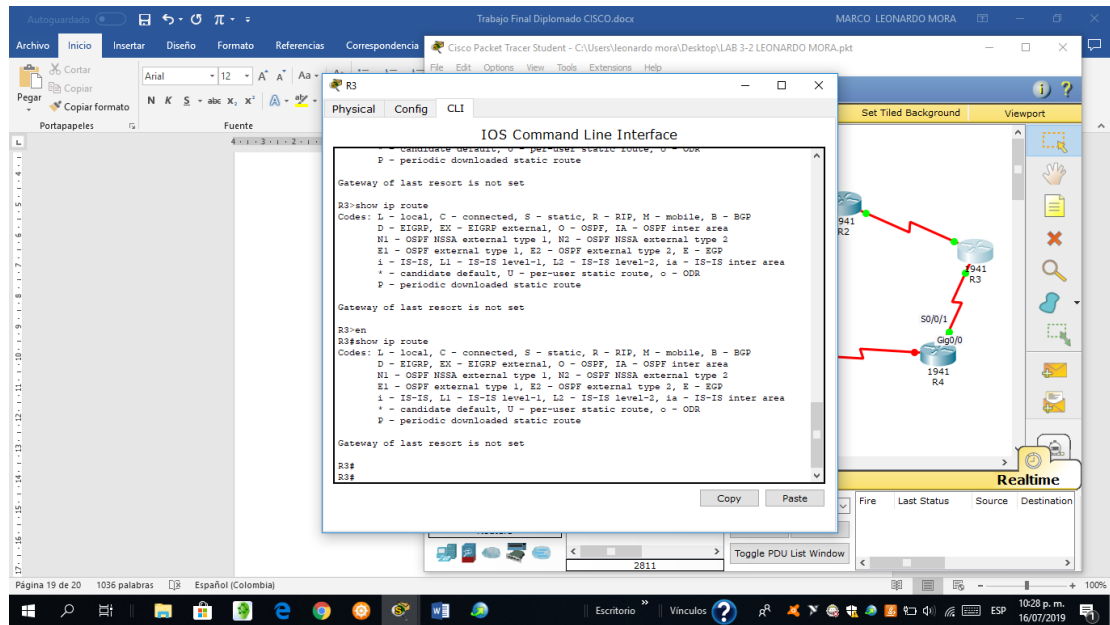 Autoguardado
Trabajo Final Diplomado CISCO.docx
MARCO LEONARDO MORA
Archivo Inicio Insertar Diseño Formato Referencias Correspondencia
Cisco Packet Tracer Student - C:\Users\leonardo mora\Desktop\LAB 3-2 LEONARDO MORA.pkt
File Edit Options View Tools Extensions Help
Cortar
Copiar
Pegar
Copiar formato
Portapapeles
Arial 12
Aa
N K S abc x₂ x²
Fuente
R3
Physical Config CLI
IOS Command Line Interface
* - candidate default, U - per-user static route, o - ODR
P - periodic downloaded static route
Gateway of last resort is not set
R3>show ip route
Codes: L - local, C - connected, S - static, R - RIP, M - mobile, B - BGP
D - EIGRP, EX - EIGRP external, O - OSPF, IA - OSPF inter area
N1 - OSPF NSSA external type 1, N2 - OSPF NSSA external type 2
E1 - OSPF external type 1, E2 - OSPF external type 2, E - EGP
i - IS-IS, L1 - IS-IS level-1, L2 - IS-IS level-2, ia - IS-IS inter area
* - candidate default, U - per-user static route, o - ODR
P - periodic downloaded static route
Gateway of last resort is not set
R3>en
R3#show ip route
Codes: L - local, C - connected, S - static, R - RIP, M - mobile, B - BGP
D - EIGRP, EX - EIGRP external, O - OSPF, IA - OSPF inter area
N1 - OSPF NSSA external type 1, N2 - OSPF NSSA external type 2
E1 - OSPF external type 1, E2 - OSPF external type 2, E - EGP
i - IS-IS, L1 - IS-IS level-1, L2 - IS-IS level-2, ia - IS-IS inter area
* - candidate default, U - per-user static route, o - ODR
P - periodic downloaded static route
Gateway of last resort is not set
R3#
R3#
Copy Paste
Set Tiled Background Viewport
941
R2
1941
R3
S0/0/1
Gig0/0
1941
R4
Realtime
Fire Last Status Source Destination
Toggle PDU List Window
2811
Página 19 de 20 1036 palabras Español (Colombia)
100%
Escritorio Vínculos
ESP
10:28 p. m.
16/07/2019